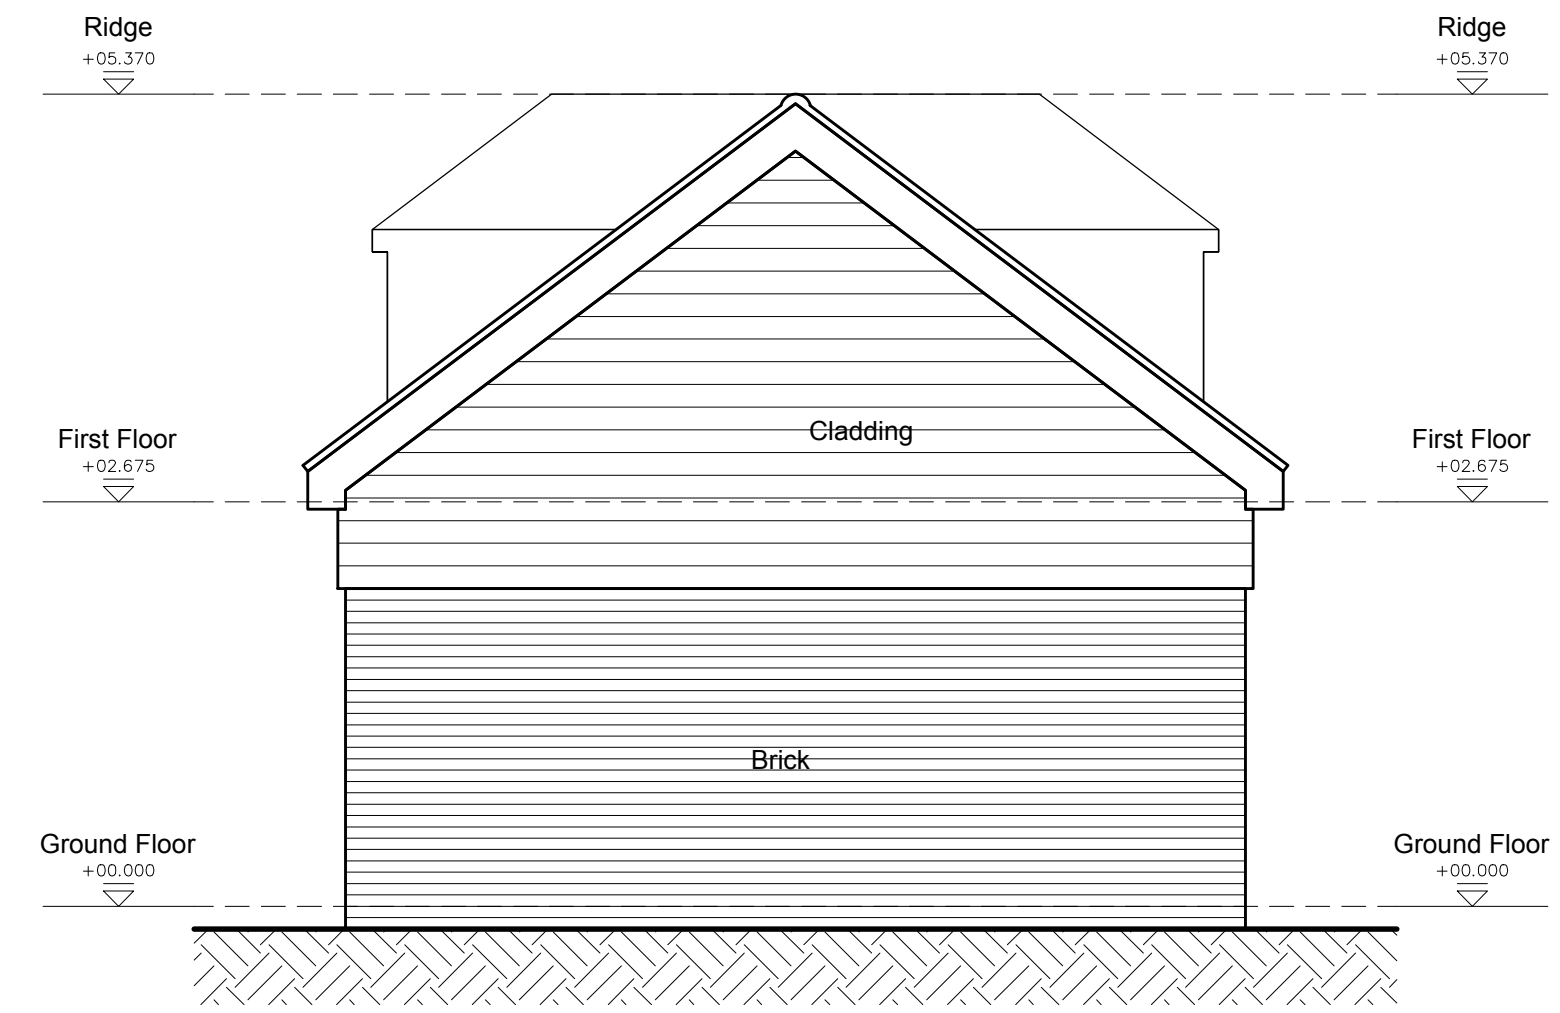 Ridge
+05.370
Ridge
+05.370
First Floor
+02.675
Cladding
First Floor
+02.675
Brick
Ground Floor
+00.000
Ground Floor
+00.000